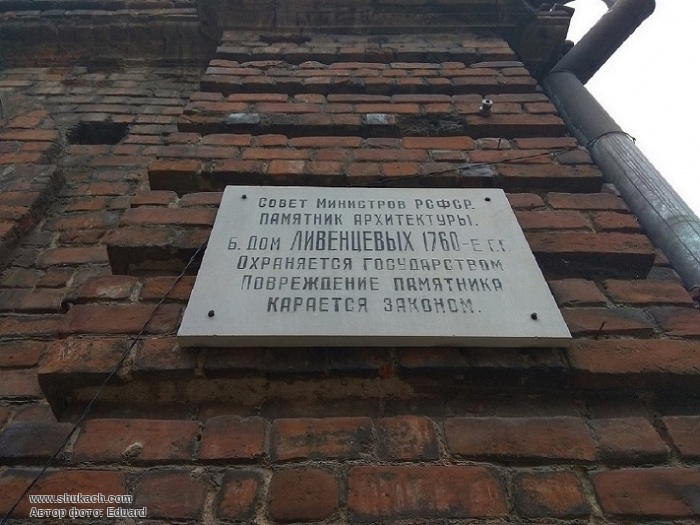 Совет Министров РСФСР.
памятник архитектуры.
б. дом Ливенцевых 1760-е г.г.
Охраняется государством
Повреждение памятника
карается законом.
www.shukach.com
Автор фото: Eduard